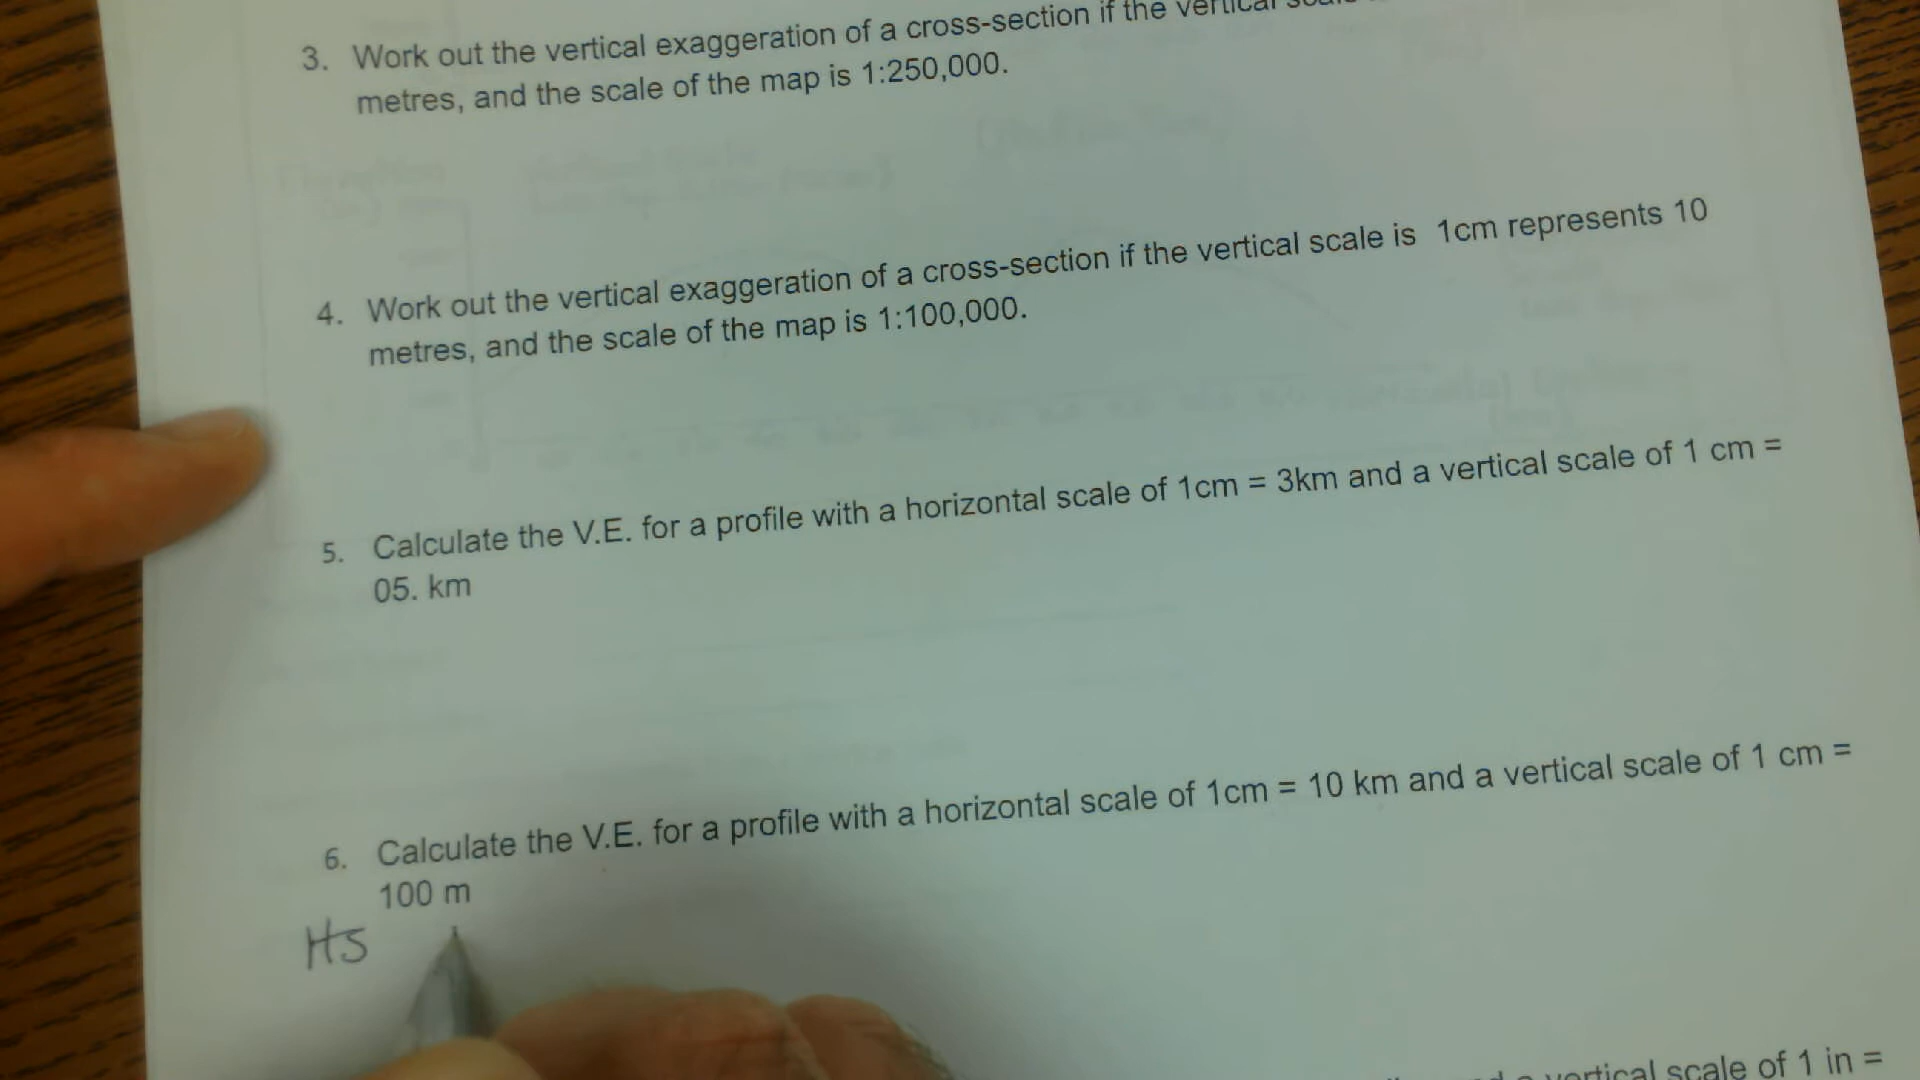 3. Work out the vertical exaggeration of a cross-section if the vertical
metres, and the scale of the map is 1:250,000.
4. Work out the vertical exaggeration of a cross-section if the vertical scale is 1cm represents 10
metres, and the scale of the map is 1:100,000.
5. Calculate the V.E. for a profile with a horizontal scale of 1cm = 3km and a vertical scale of 1 cm =
05. km
6. Calculate the V.E. for a profile with a horizontal scale of 1cm = 10 km and a vertical scale of 1 cm =
100 m
HS
vertical scale of 1 in =